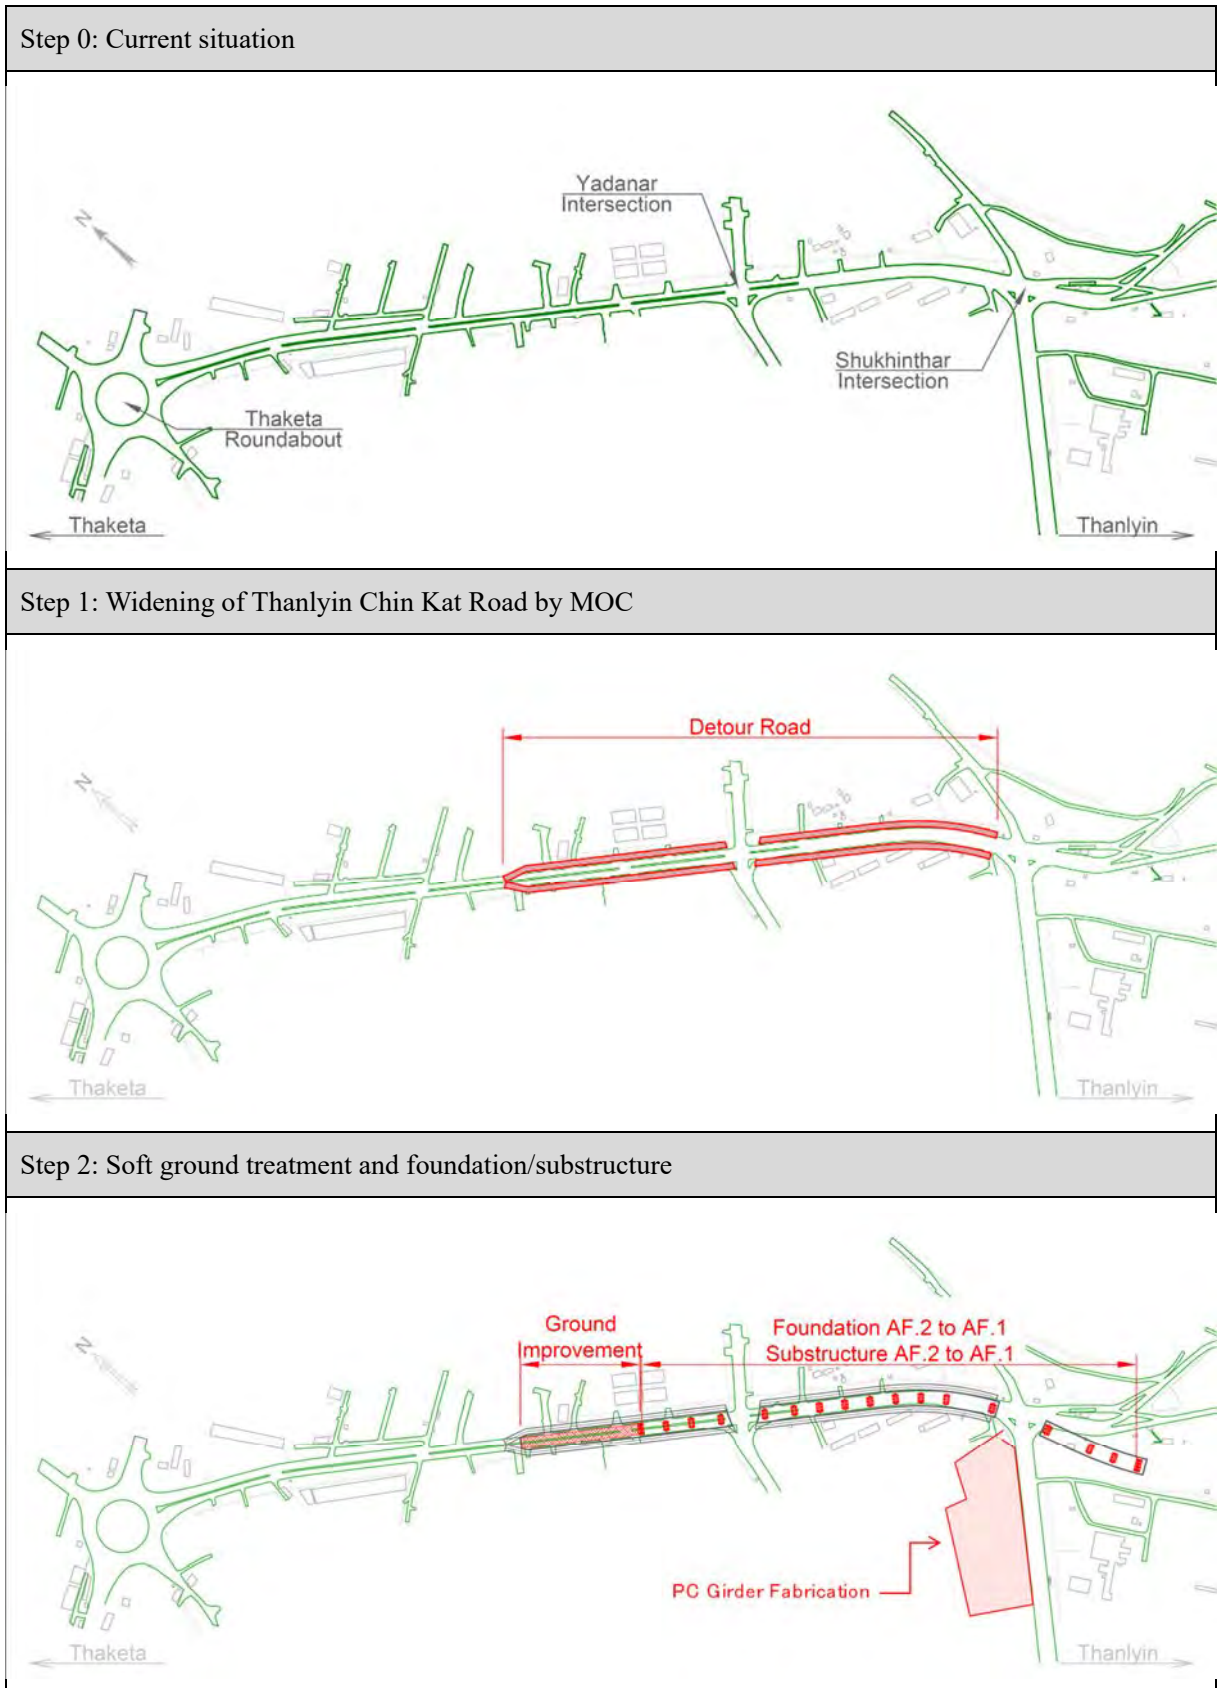 Step 0: Current situation
Yadanar
Intersection
N
Shukhinthar
Intersection
Thaketa
Roundabout
Thaketa
Thanlyin
Step 1: Widening of Thanlyin Chin Kat Road by MOC
Detour Road
N
Thaketa
Thanlyin
Step 2: Soft ground treatment and foundation/substructure
Ground
Improvement
Foundation AF.2 to AF.1
Substructure AF.2 to AF.1
N
PC Girder Fabrication
Thaketa
Thanlyin